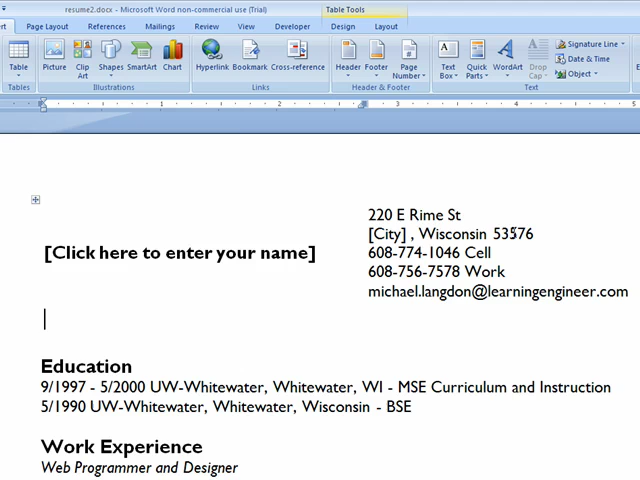 resume2.docx - Microsoft Word non-commercial use (Trial)
Table Tools
Page Layout References Mailings Review View Developer Design Layout
Table Picture Clip Art Shapes SmartArt Chart Hyperlink Bookmark Cross-reference Header Footer Page Number Text Box Quick Parts WordArt Drop Cap Signature Line
Date & Time
Object
Tables Illustrations Links Header & Footer Text
1 2 3 4 5
220 E Rime St
[City] , Wisconsin 53576
[Click here to enter your name]
608-774-1046 Cell
608-756-7578 Work
michael.langdon@learningengineer.com
Education
9/1997 - 5/2000 UW-Whitewater, Whitewater, WI - MSE Curriculum and Instruction
5/1990 UW-Whitewater, Whitewater, Wisconsin - BSE
Work Experience
Web Programmer and Designer